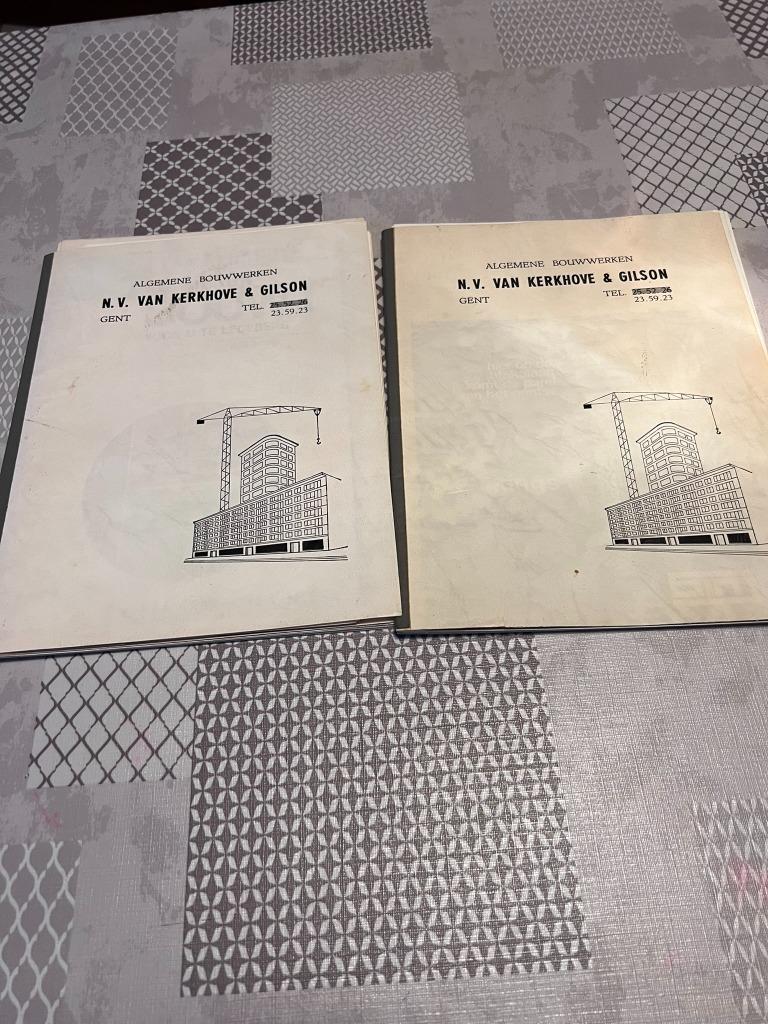 ALGEMENE BOUWWERKEN
N.V. VAN KERKHOVE & GILSON
GENT TEL. 25.52.26
23.59.23
ALGEMENE BOUWWERKEN
N.V. VAN KERKHOVE & GILSON
GENT TEL. 25.52.26
23.59.23